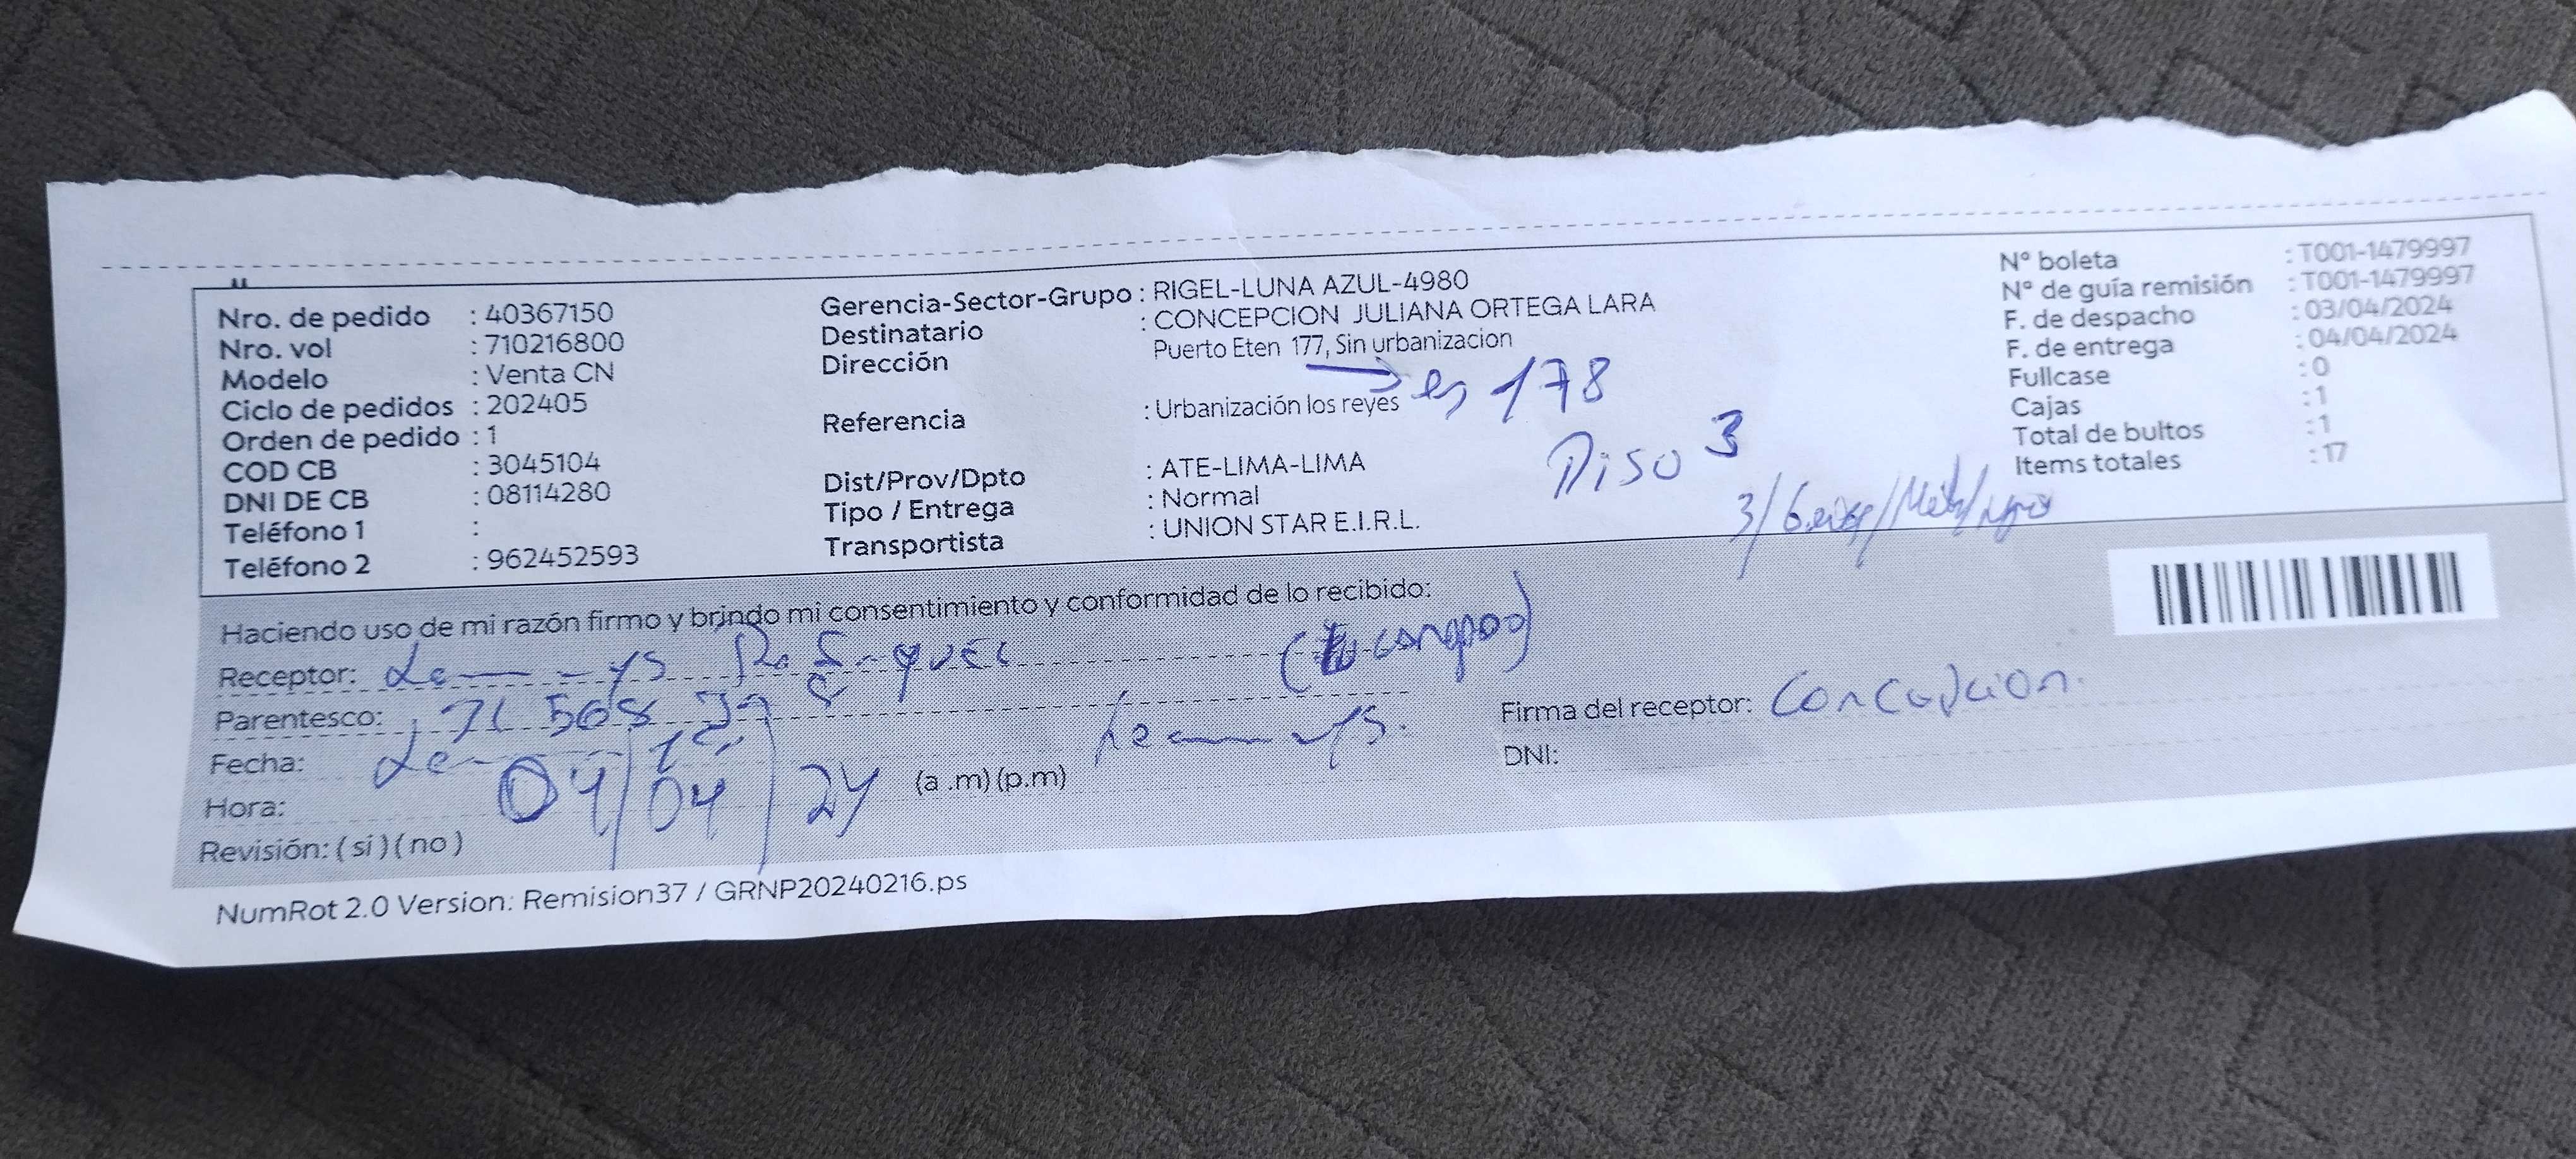 Nro. de pedido : 40367150
Nro. vol : 710216800
Modelo : Venta CN
Ciclo de pedidos : 202405
Orden de pedido : 1
COD CB : 3045104
DNI DE CB : 08114280
Teléfono 1 :
Teléfono 2 : 962452593
Gerencia-Sector-Grupo : RIGEL-LUNA AZUL-4980
Destinatario : CONCEPCION JULIANA ORTEGA LARA
Dirección Puerto Eten 177, Sin urbanizacion
es 178
Referencia : Urbanización los reyes
Piso 3
Dist/Prov/Dpto : ATE-LIMA-LIMA
Tipo / Entrega : Normal
Transportista : UNION STAR E.I.R.L.
N° boleta : T001-1479997
N° de guía remisión : T001-1479997
F. de despacho : 03/04/2024
F. de entrega : 04/04/2024
Fullcase : 0
Cajas : 1
Total de bultos : 1
Items totales : 17
Haciendo uso de mi razón firmo y brindo mi consentimiento y conformidad de lo recibido:
Receptor:
Parentesco:
Fecha:
Hora: 04/04/24 (a .m) (p.m)
Revisión: ( si ) ( no )
Firma del receptor: Concepcion
DNI:
NumRot 2.0 Version: Remision37 / GRNP20240216.ps